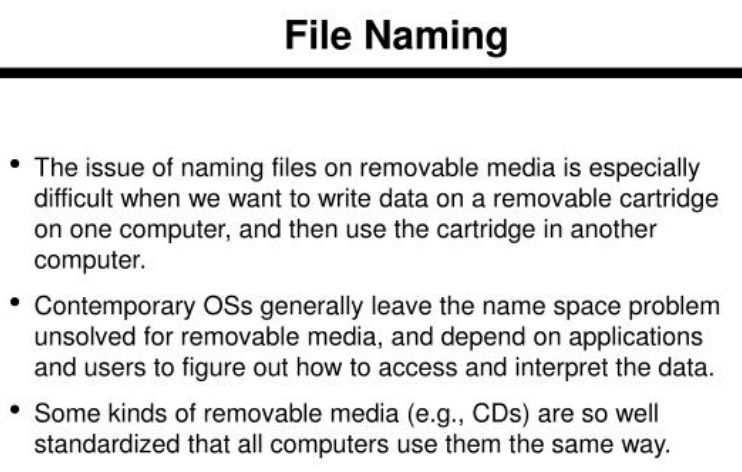 File Naming
• The issue of naming files on removable media is especially
difficult when we want to write data on a removable cartridge
on one computer, and then use the cartridge in another
computer.
• Contemporary OSs generally leave the name space problem
unsolved for removable media, and depend on applications
and users to figure out how to access and interpret the data.
• Some kinds of removable media (e.g., CDs) are so well
standardized that all computers use them the same way.